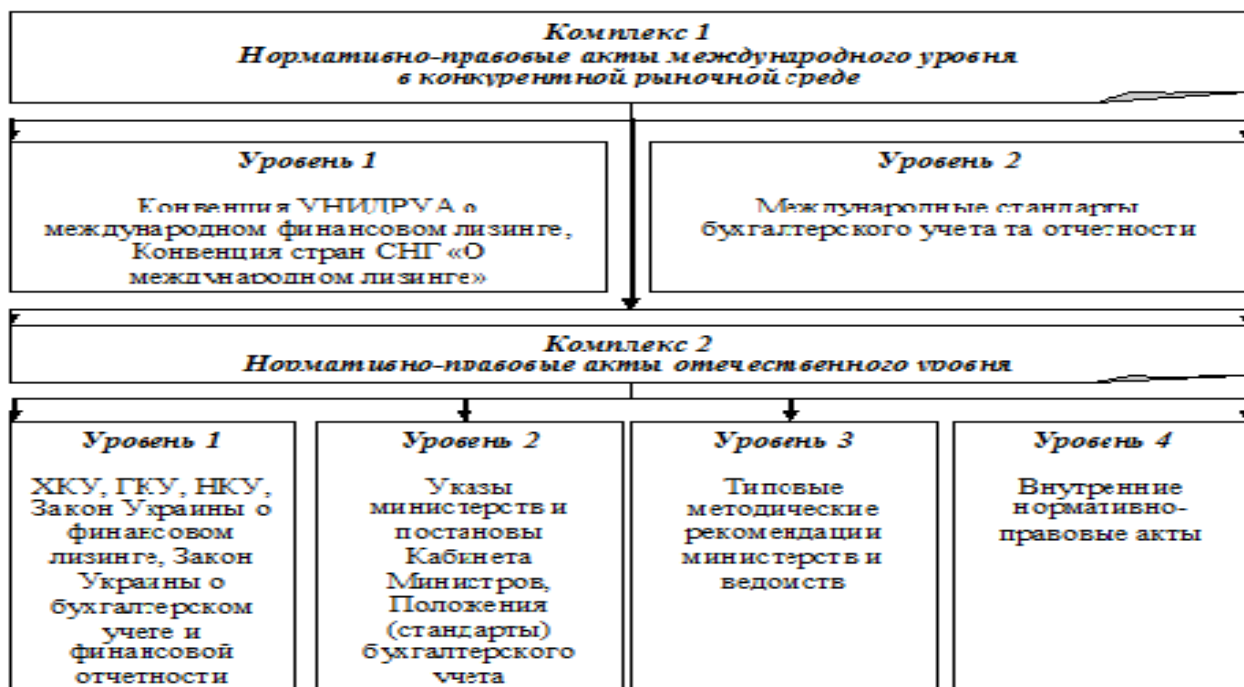 Комплекс 1
Нормативно-правовые акты международного уровня
в конкурентной рыночной среде
Уровень 1
Конвенция УНИДРУА о
международном финансовом лизинге,
Конвенция стран СНГ «О
международном лизинге»
Уровень 2
Международные стандарты
бухгалтерского учета та отчетности
Комплекс 2
Нормативно-правовые акты отечественного уровня
Уровень 1
ХКУ, ГКУ, НКУ,
Закон Украины о
финансовом
лизинге, Закон
Украины о
бухгалтерском
учете и
финансовой
отчетности
Уровень 2
Указы
министерств и
постановы
Кабинета
Министров,
Положения
(стандарты)
бухгалтерского
учета
Уровень 3
Типовые
методические
рекомендации
министерств и
ведомств
Уровень 4
Внутренние
нормативно-
правовые акты